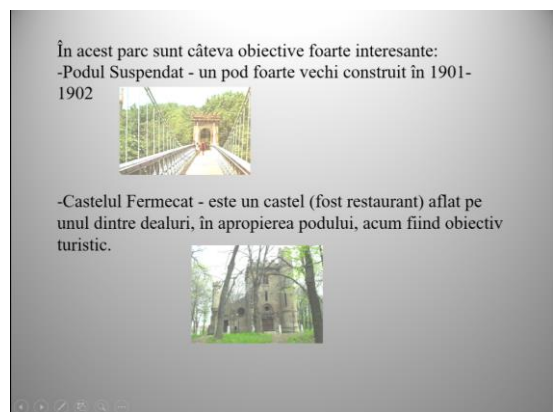 În acest parc sunt câteva obiective foarte interesante:
-Podul Suspendat - un pod foarte vechi construit în 1901-
1902
-Castelul Fermecat - este un castel (fost restaurant) aflat pe
unul dintre dealuri, în apropierea podului, acum fiind obiectiv
turistic.